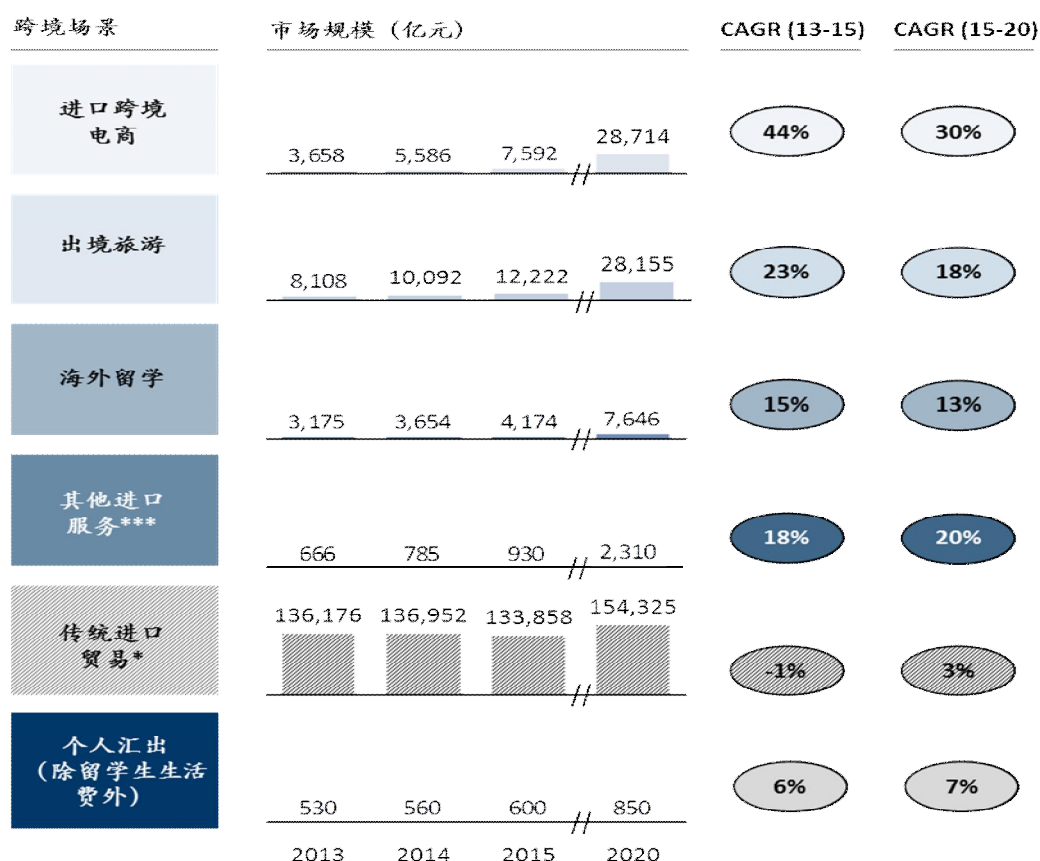 跨境场景 市场规模 (亿元) CAGR (13-15) CAGR (15-20)
进口跨境
电商
3,658 5,586 7,592 28,714
44% 30%
出境旅游
8,108 10,092 12,222 28,155
23% 18%
海外留学
3,175 3,654 4,174 7,646
15% 13%
其他进口
服务***
666 785 930 2,310
18% 20%
传统进口
贸易*
136,176 136,952 133,858 154,325
-1% 3%
个人汇出
(除留学生生活
费外)
530 560 600 850
6% 7%
2013 2014 2015 2020